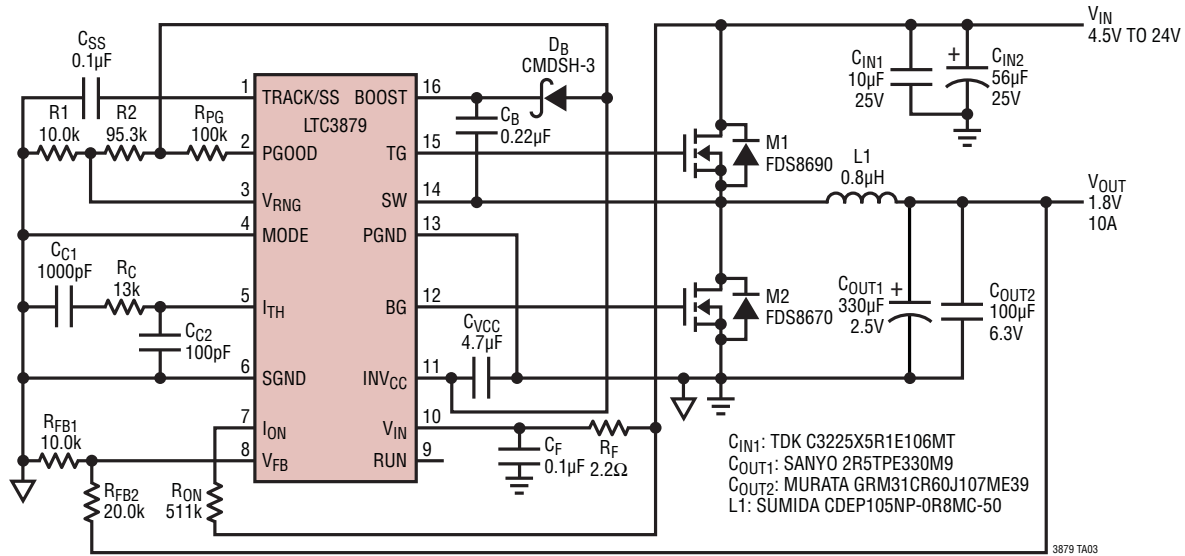 CSS
0.1µF
R1
10.0k
R2
95.3k
RPG
100k
CC1
1000pF
RC
13k
CC2
100pF
RFB1
10.0k
RFB2
20.0k
RON
511k
1
2
3
4
5
6
7
8
TRACK/SS
BOOST
LTC3879
PGOOD
TG
VRNG
SW
MODE
PGND
ITH
BG
SGND
INVCC
ION
VIN
VFB
RUN
16
15
14
13
12
11
10
9
DB
CMDSH-3
CB
0.22µF
CVCC
4.7µF
CF
0.1µF
RF
2.2Ω
M1
FDS8690
M2
FDS8670
L1
0.8µH
VIN
4.5V TO 24V
CIN1
10µF
25V
+
CIN2
56µF
25V
VOUT
1.8V
10A
COUT1
330µF
2.5V
+
COUT2
100µF
6.3V
CIN1: TDK C3225X5R1E106MT
COUT1: SANYO 2R5TPE330M9
COUT2: MURATA GRM31CR60J107ME39
L1: SUMIDA CDEP105NP-0R8MC-50
3879 TA03